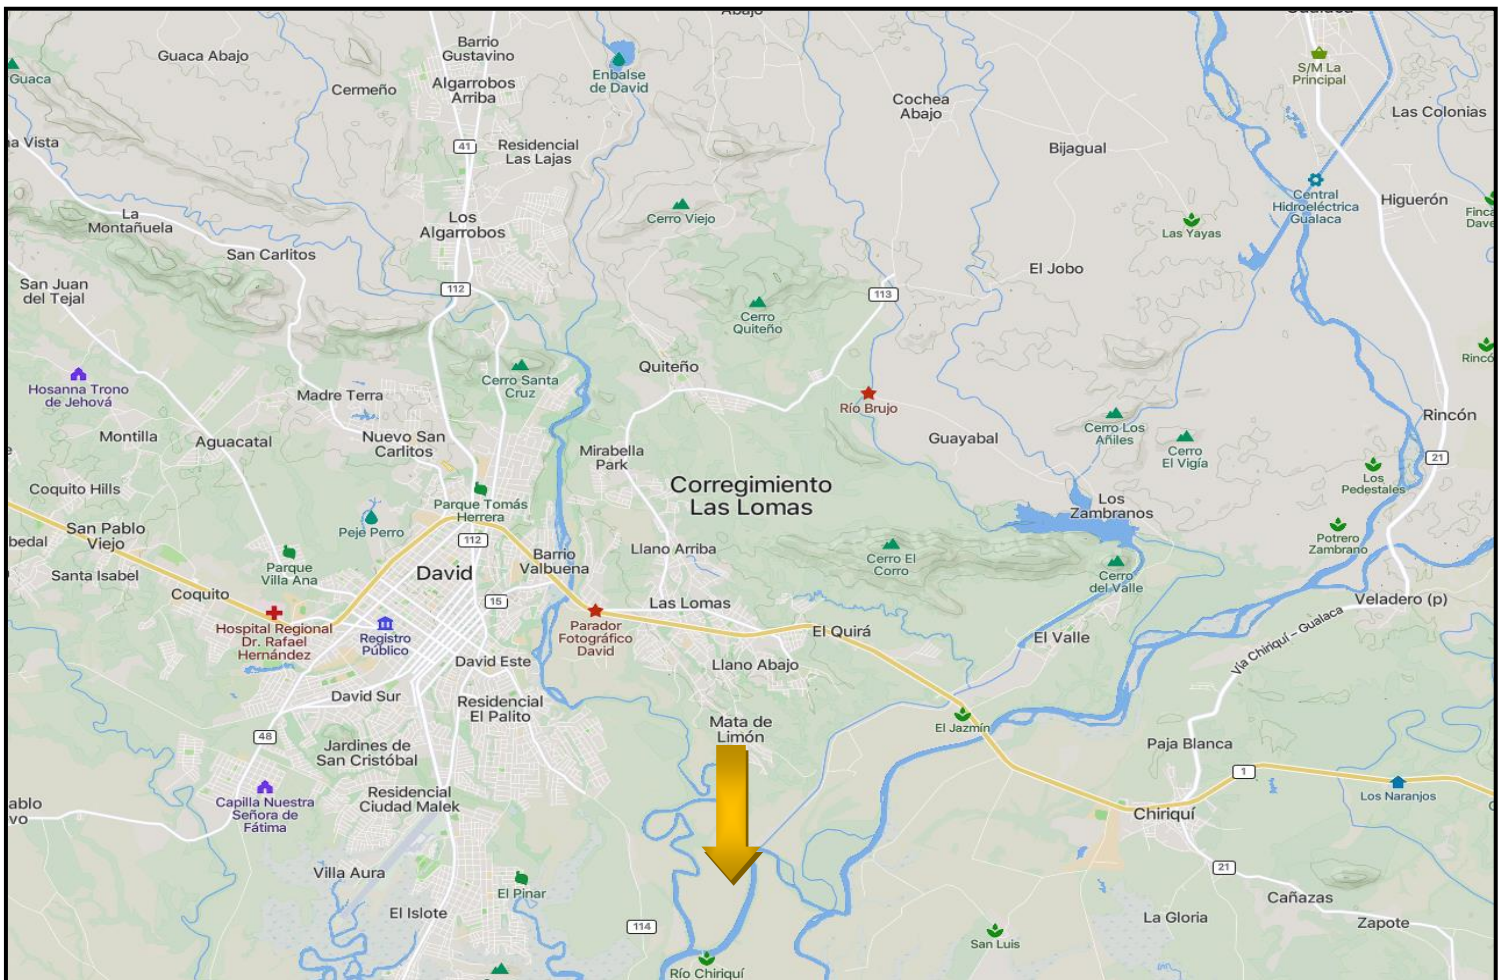 Abajo
Guaca Abajo
Barrio
Gustavino
Algarrobos
Arriba
Cermeño
Guaca
Enbalse
de David
Cochea
Abajo
S/M La
Principal
Las Colonias
na Vista
41
Residencial
Las Lajas
Bijagual
Central
Hidroeléctrica
Gualaca
Higuerón
Finca
Dave
La
Montañuela
Los
Algarrobos
Cerro Viejo
Las Yayas
San Carlitos
El Jobo
San Juan
del Tejal
112
113
Cerro
Quiteño
Rincó
Quiteño
Hosanna Trono
de Jehová
Cerro Santa
Cruz
Madre Terra
Río Brujo
Rincón
Montilla
Aguacatal
Nuevo San
Carlitos
Mirabella
Park
Guayabal
Cerro Los
Añiles
Cerro
El Vigía
21
Coquito Hills
Corregimiento
Las Lomas
Los
Pedestales
Parque Tomás
Herrera
Los
Zambranos
San Pablo
Viejo
Peje Perro
bedal
112
Potrero
Zambrano
Barrio
Valbuena
Llano Arriba
Cerro El
Corro
Santa Isabel
Parque
Villa Ana
David
Cerro
del Valle
Coquito
15
Las Lomas
Veladero (p)
Hospital Regional
Dr. Rafael
Hernández
Registro
Público
Parador
Fotográfico
David
El Quirá
El Valle
Vía Chiriquí – Gualaca
David Este
Llano Abajo
David Sur
Residencial
El Palito
Mata de
Limón
El Jazmín
48
Jardines de
San Cristóbal
Paja Blanca
1
Capilla Nuestra
Señora de
Fátima
Residencial
Ciudad Malek
Los Naranjos
ablo
vo
Chiriquí
Villa Aura
21
El Pinar
Cañazas
El Islote
114
La Gloria
Zapote
San Luis
Río Chiriquí